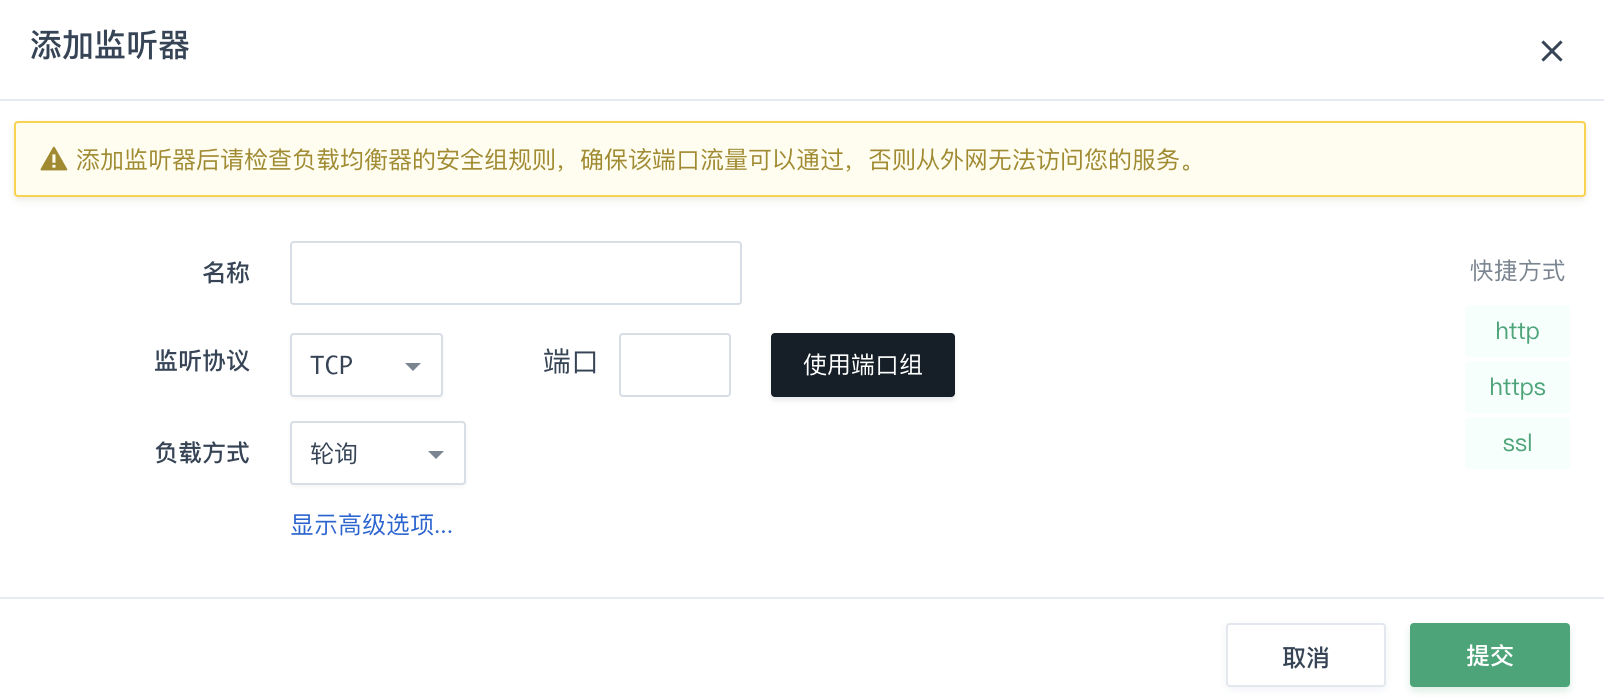 添加监听器
添加监听器后请检查负载均衡器的安全组规则，确保该端口流量可以通过，否则从外网无法访问您的服务。
名称
快捷方式
http
监听协议 TCP 端口 使用端口组
https
ssl
负载方式 轮询
显示高级选项...
取消 提交